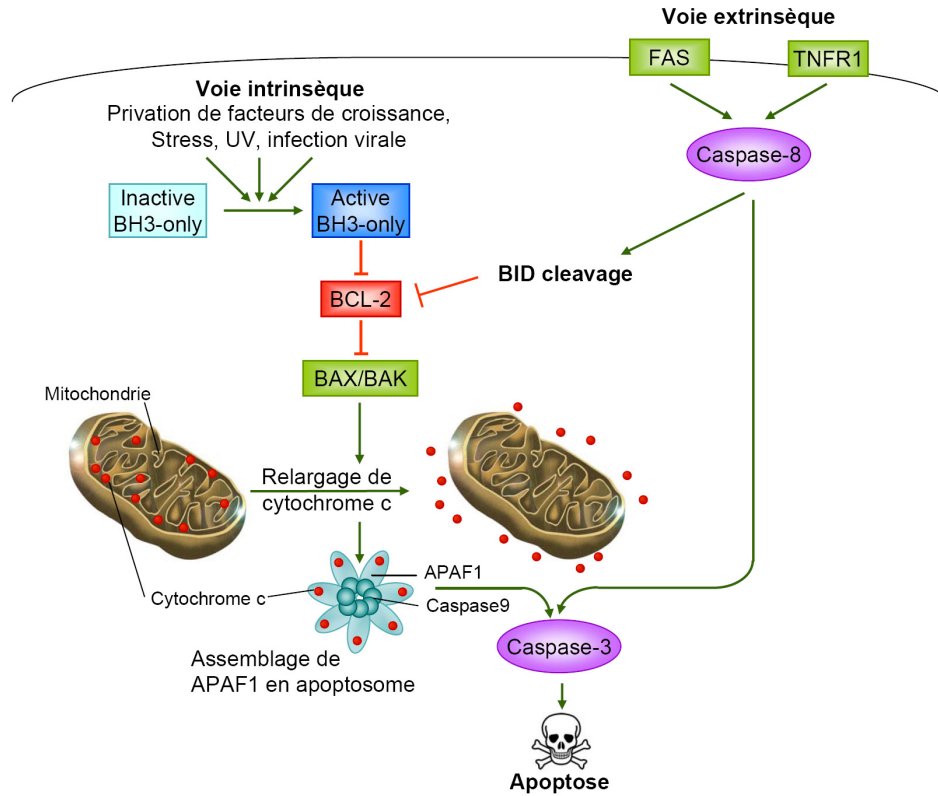 Voie extrinsèque
FAS
TNFR1
Voie intrinsèque
Privation de facteurs de croissance,
Stress, UV, infection virale
Caspase-8
Inactive
BH3-only
Active
BH3-only
BID cleavage
BCL-2
BAX/BAK
Mitochondrie
Relargage de
cytochrome c
APAF1
Cytochrome c
Caspase9
Caspase-3
Assemblage de
APAF1 en apoptosome
Apoptose